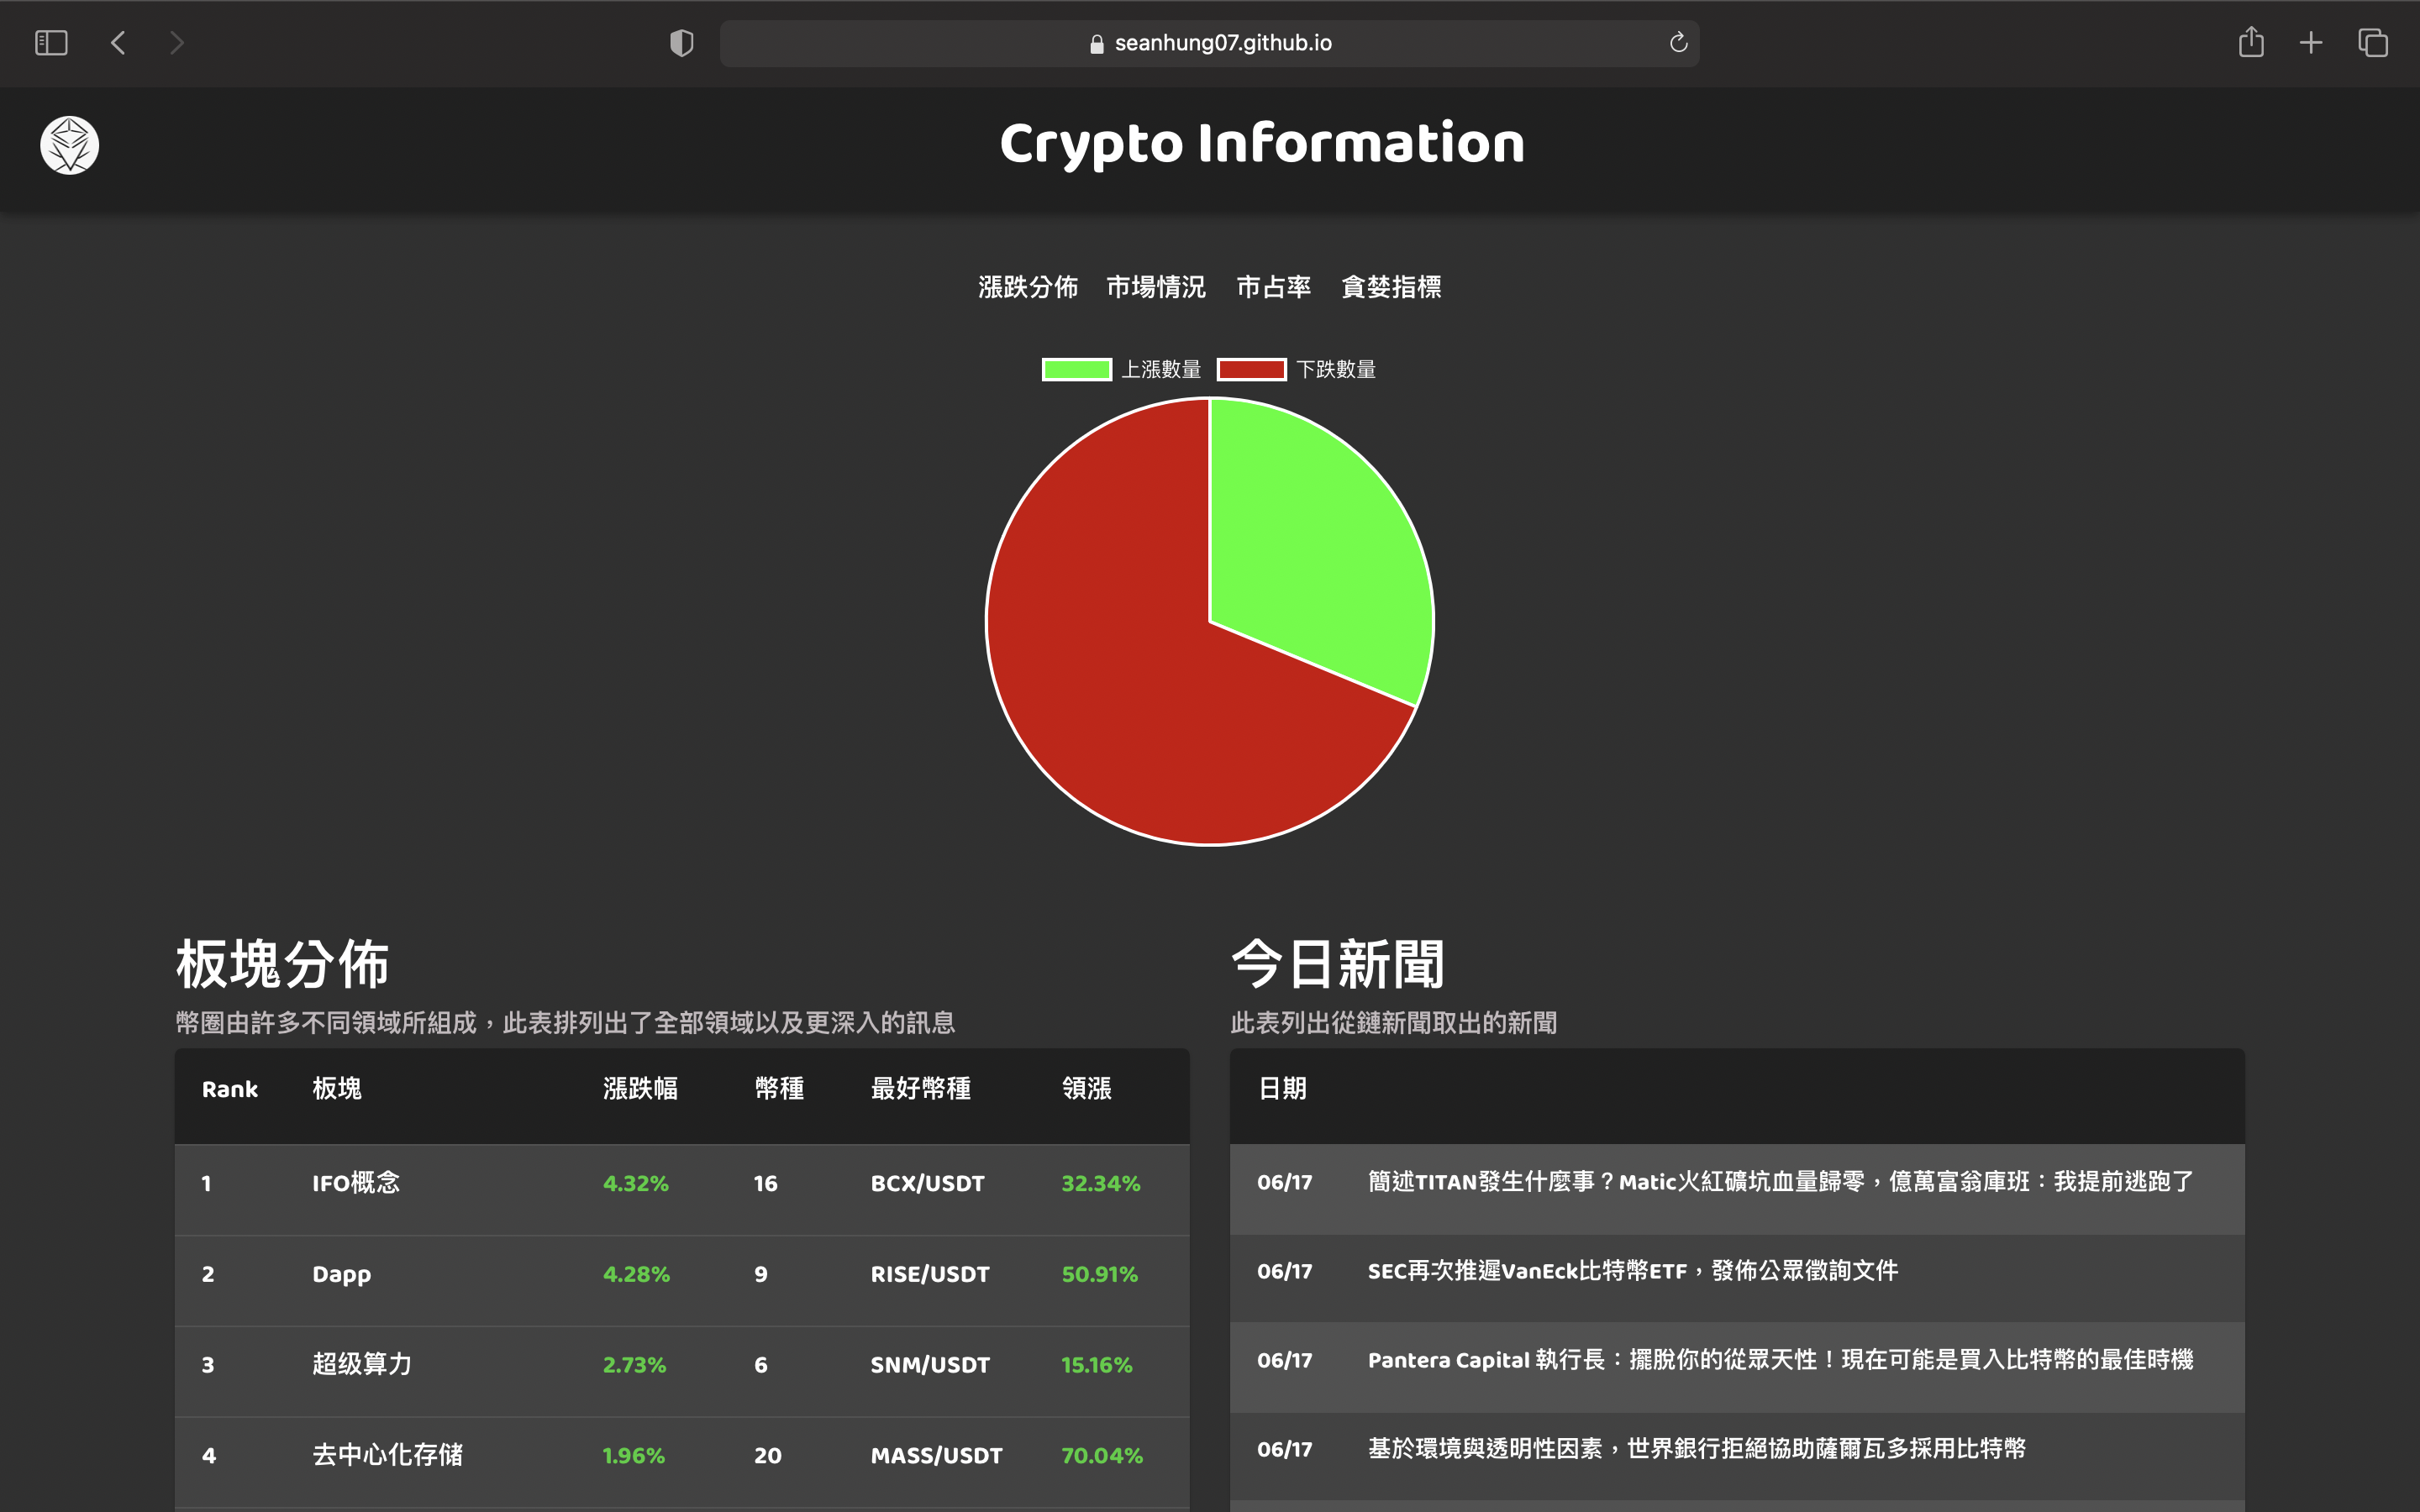 seanhung07.github.io
Crypto Information
漲跌分佈 市場情況 市占率 貪婪指標
上漲數量 下跌數量
板塊分佈
幣圈由許多不同領域所組成，此表排列出了全部領域以及更深入的訊息
Rank 板塊 漲跌幅 幣種 最好幣種 領漲
1 IFO概念 4.32% 16 BCX/USDT 32.34%
2 Dapp 4.28% 9 RISE/USDT 50.91%
3 超级算力 2.73% 6 SNM/USDT 15.16%
4 去中心化存储 1.96% 20 MASS/USDT 70.04%
今日新聞
此表列出從鏈新聞取出的新聞
日期
06/17 簡述TITAN發生什麼事？Matic火紅礦坑血量歸零，億萬富翁庫班：我提前逃跑了
06/17 SEC再次推遲VanEck比特幣ETF，發佈公眾徵詢文件
06/17 Pantera Capital 執行長：擺脫你的從眾天性！現在可能是買入比特幣的最佳時機
06/17 基於環境與透明性因素，世界銀行拒絕協助薩爾瓦多採用比特幣